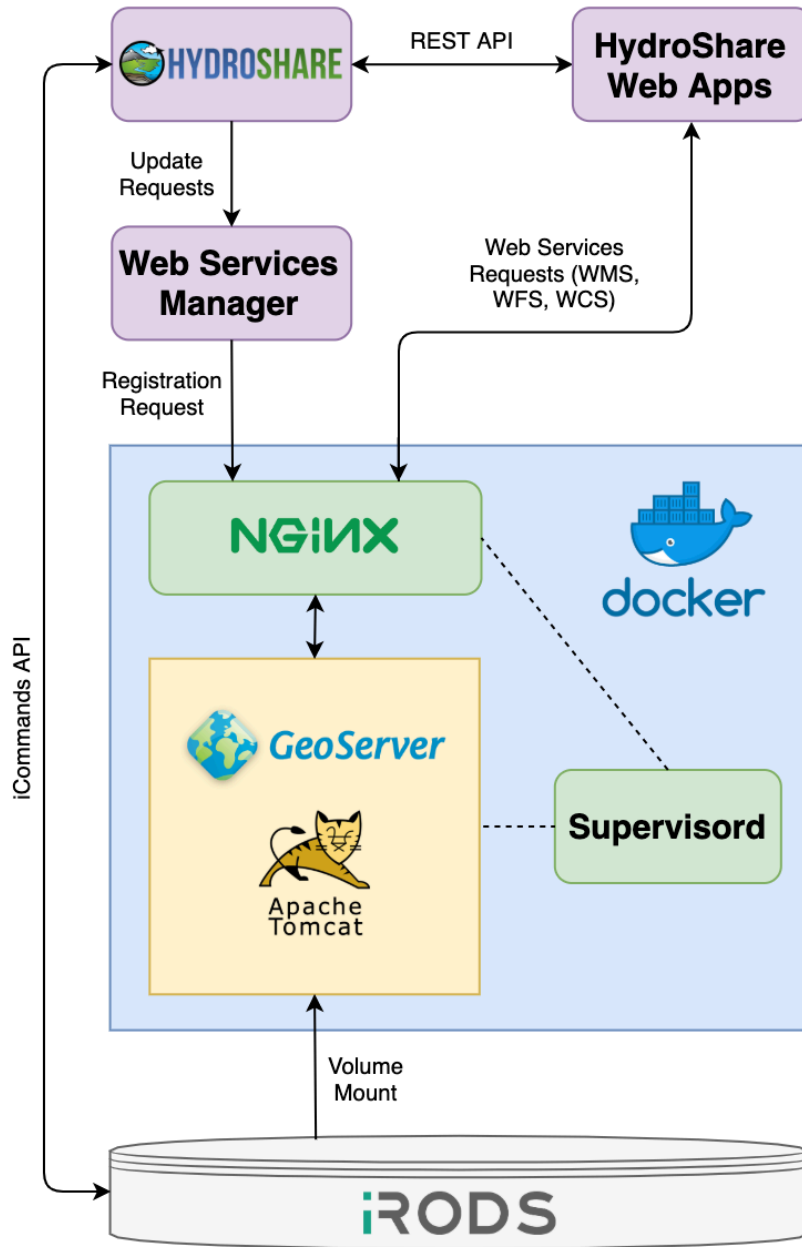 HYDROSHARE
REST API
HydroShare
Web Apps
Update
Requests
Web Services
Manager
Web Services
Requests (WMS,
WFS, WCS)
Registration
Request
NGiNX
docker
iCommands API
GeoServer
Apache
Tomcat
Supervisord
Volume
Mount
iRODS